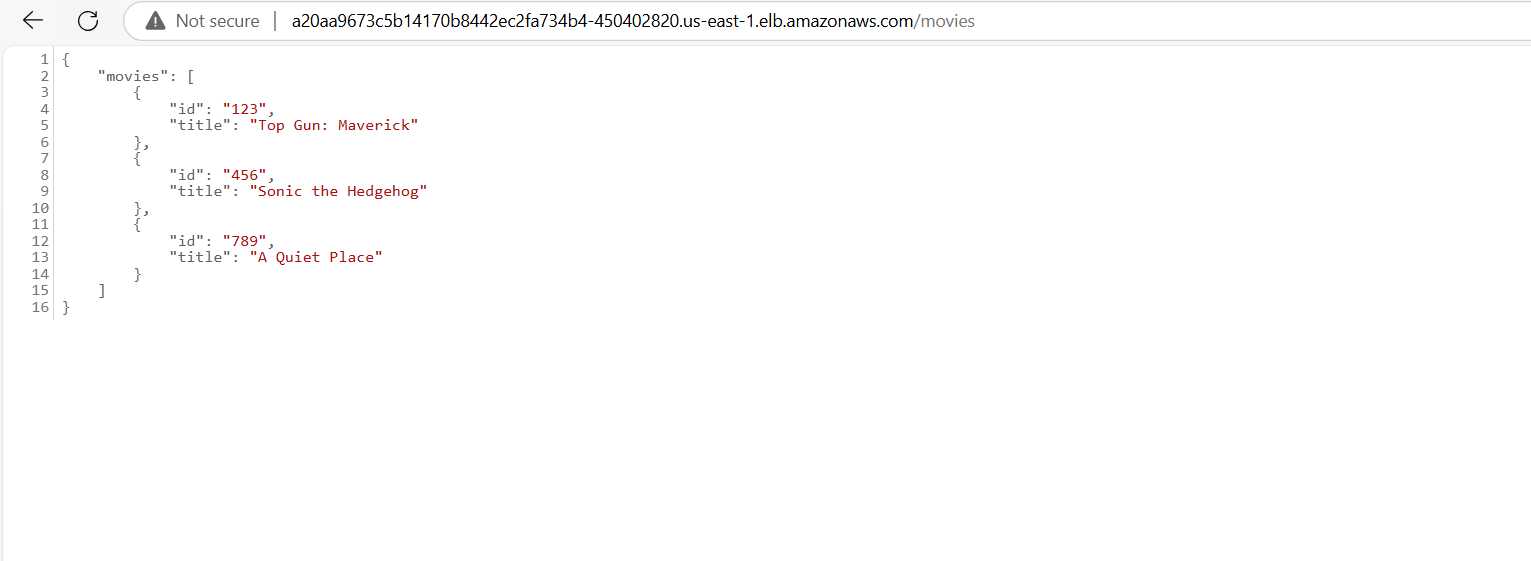 Not secure | a20aa9673c5b14170b8442ec2fa734b4-450402820.us-east-1.elb.amazonaws.com/movies
1 {
2     "movies": [
3         {
4             "id": "123",
5             "title": "Top Gun: Maverick"
6         },
7         {
8             "id": "456",
9             "title": "Sonic the Hedgehog"
10         },
11         {
12             "id": "789",
13             "title": "A Quiet Place"
14         }
15     ]
16 }